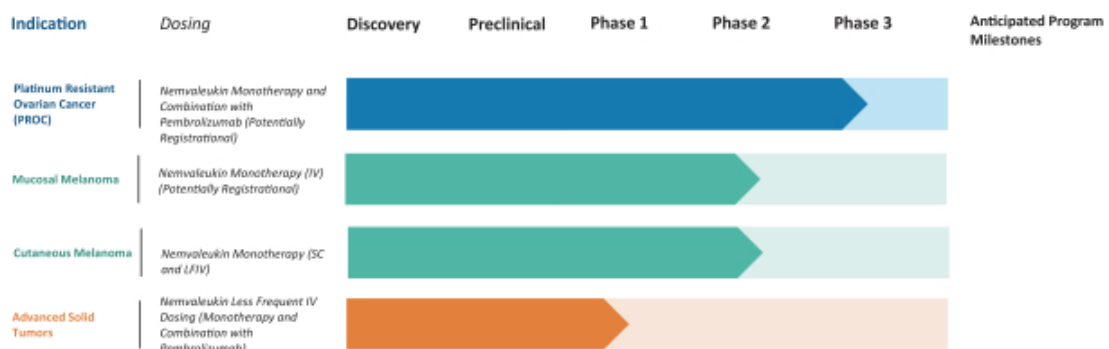 Indication Dosing Discovery Preclinical Phase 1 Phase 2 Phase 3 Anticipated Program
Milestones
Platinum Resistant
Ovarian Cancer
(PROC)
Nemvaleukin Monotherapy and
Combination with
Pembrolizumab (Potentially
Registrational)
Mucosal Melanoma
Nemvaleukin Monotherapy (IV)
(Potentially Registrational)
Cutaneous Melanoma
Nemvaleukin Monotherapy (SC
and LFIV)
Advanced Solid
Tumors
Nemvaleukin Less Frequent IV
Dosing (Monotherapy and
Combination with
Pembrolizumab)